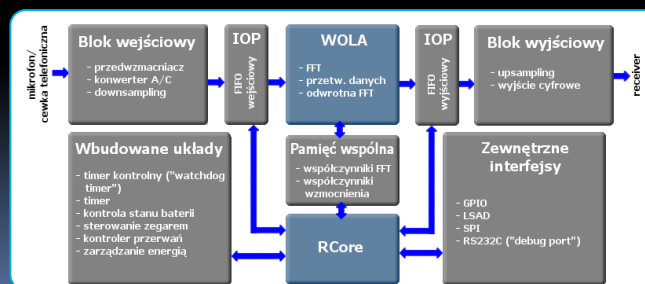 mikrofon/
cewka telefoniczna
Blok wejściowy
- przedwzmacniacz
- konwerter A/C
- downsampling
IOP
FIFO
wejściowy
WOLA
- FFT
- przetw. danych
- odwrotna FFT
IOP
FIFO
wyjściowy
Blok wyjściowy
- upsampling
- wyjście cyfrowe
receiver
Wbudowane układy
- timer kontrolny ("watchdog
timer")
- timer
- kontrola stanu baterii
- sterowanie zegarem
- kontroler przerwań
- zarządzanie energią
Pamięć wspólna
- współczynniki FFT
- współczynniki
wzmocnienia
RCore
Zewnętrzne
interfejsy
- GPIO
- LSAD
- SPI
- RS232C ("debug port")